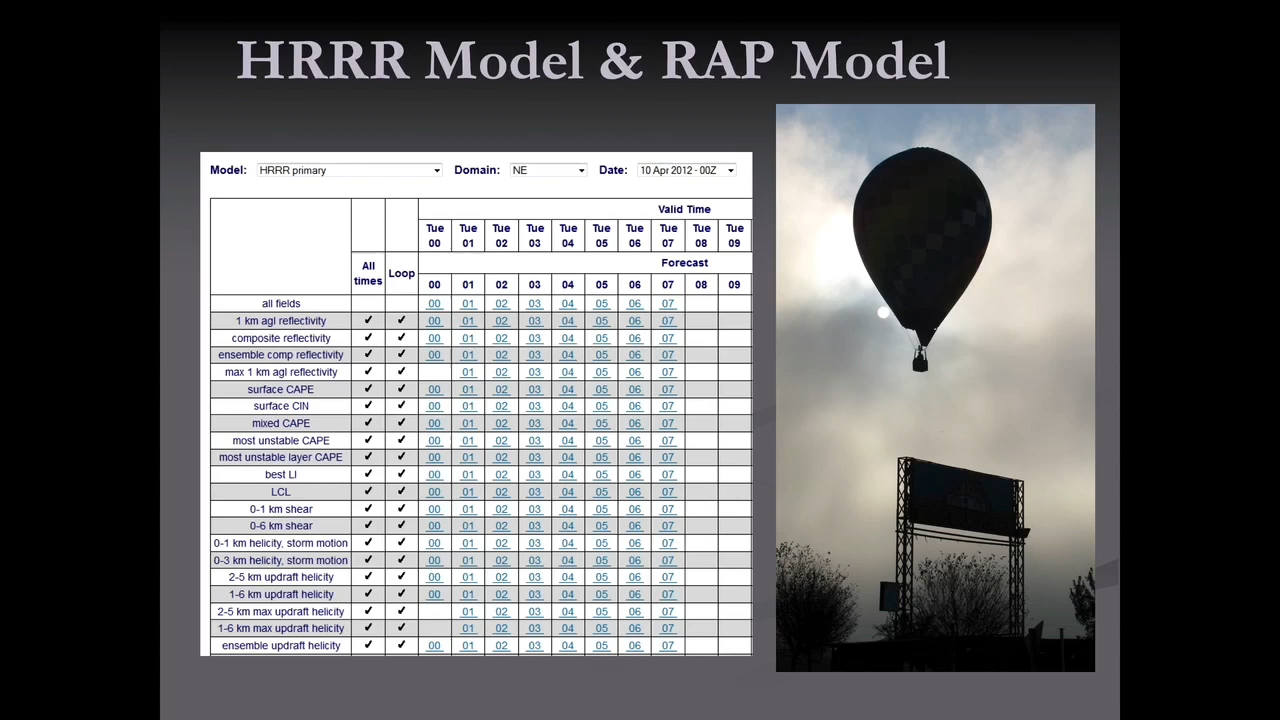 HRRR Model & RAP Model
Model: HRRR primary Domain: NE Date: 10 Apr 2012 - 00Z
Valid Time
Tue Tue Tue Tue Tue Tue Tue Tue Tue Tue
00 01 02 03 04 05 06 07 08 09
All times Loop Forecast
00 01 02 03 04 05 06 07 08 09
all fields 00 01 02 03 04 05 06 07
1 km agl reflectivity ✔ ✔ 00 01 02 03 04 05 06 07
composite reflectivity ✔ ✔ 00 01 02 03 04 05 06 07
ensemble comp reflectivity ✔ ✔ 00 01 02 03 04 05 06 07
max 1 km agl reflectivity ✔ ✔ 01 02 03 04 05 06 07
surface CAPE ✔ ✔ 00 01 02 03 04 05 06 07
surface CIN ✔ ✔ 00 01 02 03 04 05 06 07
mixed CAPE ✔ ✔ 00 01 02 03 04 05 06 07
most unstable CAPE ✔ ✔ 00 01 02 03 04 05 06 07
most unstable layer CAPE ✔ ✔ 00 01 02 03 04 05 06 07
best LI ✔ ✔ 00 01 02 03 04 05 06 07
LCL ✔ ✔ 00 01 02 03 04 05 06 07
0-1 km shear ✔ ✔ 00 01 02 03 04 05 06 07
0-6 km shear ✔ ✔ 00 01 02 03 04 05 06 07
0-1 km helicity, storm motion ✔ ✔ 00 01 02 03 04 05 06 07
0-3 km helicity, storm motion ✔ ✔ 00 01 02 03 04 05 06 07
2-5 km updraft helicity ✔ ✔ 00 01 02 03 04 05 06 07
1-6 km updraft helicity ✔ ✔ 00 01 02 03 04 05 06 07
2-5 km max updraft helicity ✔ ✔ 01 02 03 04 05 06 07
1-6 km max updraft helicity ✔ ✔ 01 02 03 04 05 06 07
ensemble updraft helicity ✔ ✔ 00 01 02 03 04 05 06 07